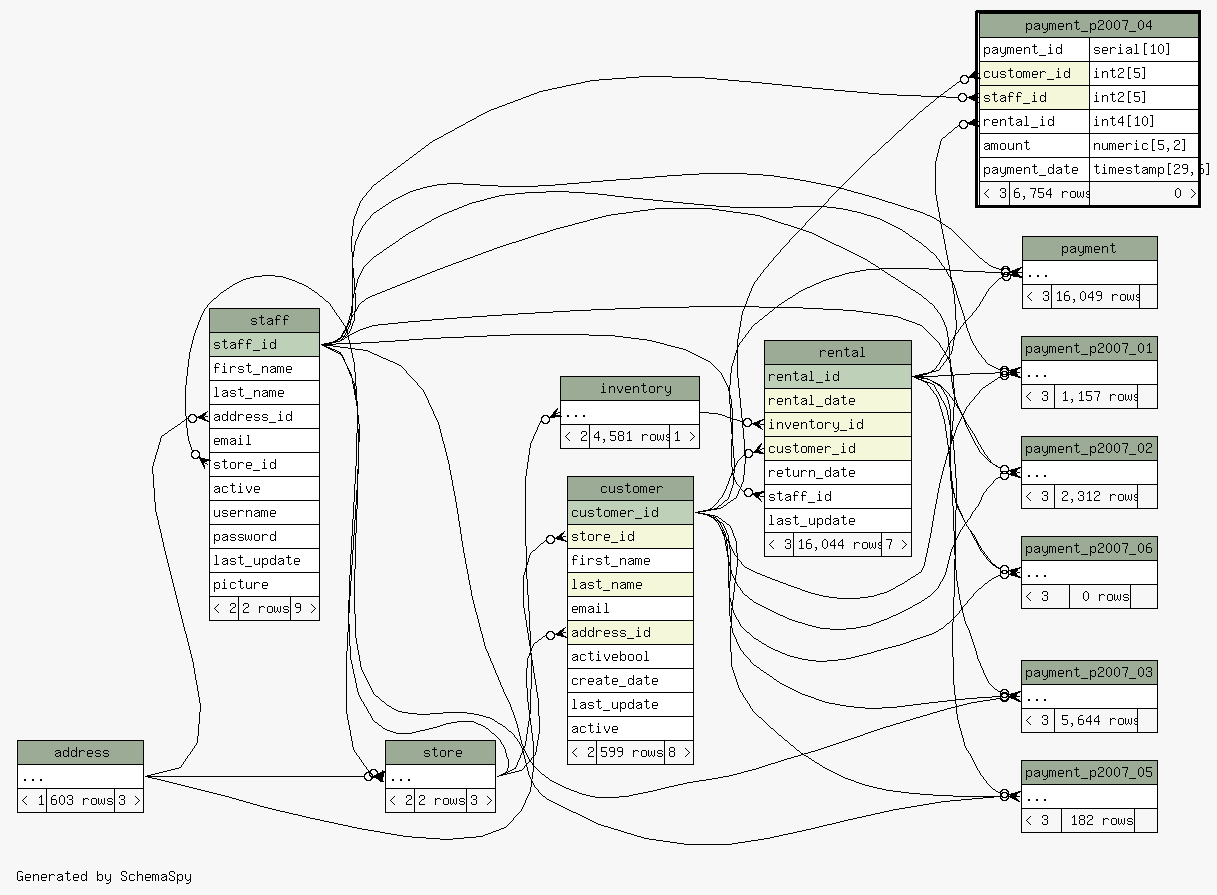 payment_p2007_04
payment_id serial[10]
customer_id int2[5]
staff_id int2[5]
rental_id int4[10]
amount numeric[5,2]
payment_date timestamp[29,6]
< 3 6,754 rows 0 >
payment
...
< 3 16,049 rows
staff
staff_id
first_name
last_name
address_id
email
store_id
active
username
password
last_update
picture
< 2 2 rows 9 >
inventory
...
< 2 4,581 rows 1 >
customer
customer_id
store_id
first_name
last_name
email
address_id
activebool
create_date
last_update
active
< 2 599 rows 8 >
rental
rental_id
rental_date
inventory_id
customer_id
return_date
staff_id
last_update
< 3 16,044 rows 7 >
payment_p2007_01
...
< 3 1,157 rows
payment_p2007_02
...
< 3 2,312 rows
payment_p2007_06
...
< 3 0 rows
payment_p2007_03
...
< 3 5,644 rows
payment_p2007_05
...
< 3 182 rows
address
...
< 1 603 rows 3 >
store
...
< 2 2 rows 3 >
Generated by SchemaSpy